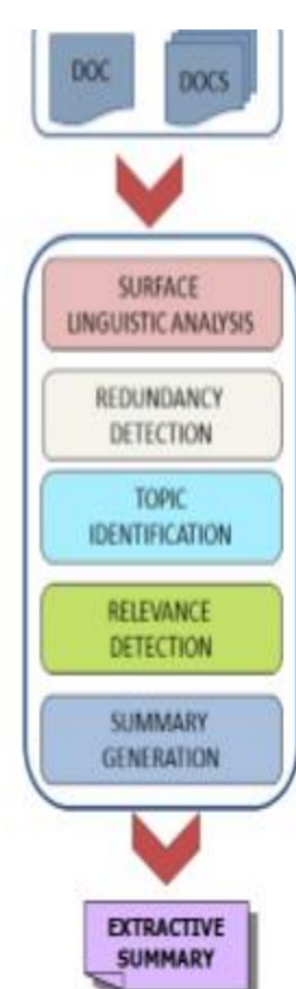 DOC
DOCS
SURFACE
LINGUISTIC ANALYSIS
REDUNDANCY
DETECTION
TOPIC
IDENTIFICATION
RELEVANCE
DETECTION
SUMMARY
GENERATION
EXTRACTIVE
SUMMARY